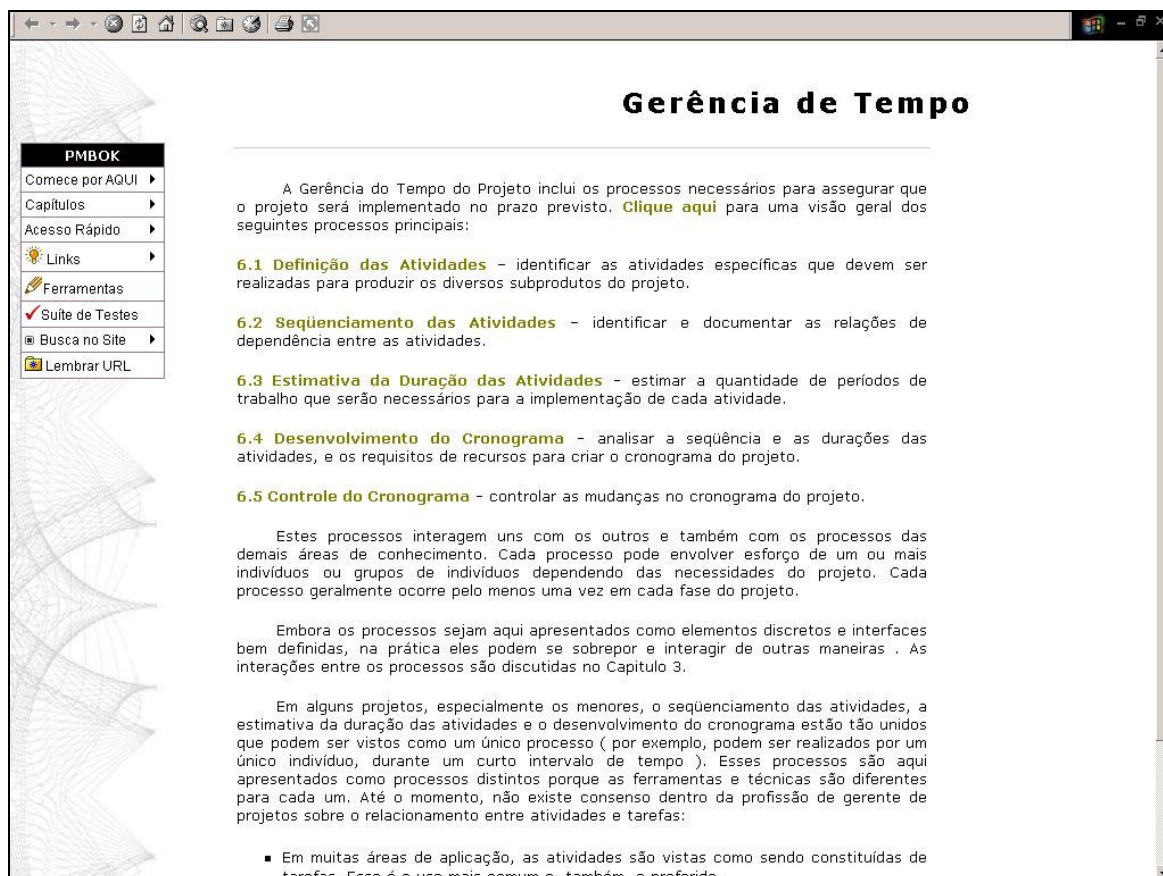 Gerência de Tempo
PMBOK
Comece por AQUI
Capítulos
Acesso Rápido
Links
Ferramentas
Suíte de Testes
Busca no Site
Lembrar URL
A Gerência do Tempo do Projeto inclui os processos necessários para assegurar que
o projeto será implementado no prazo previsto. Clique aqui para uma visão geral dos
seguintes processos principais:
6.1 Definição das Atividades – identificar as atividades específicas que devem ser
realizadas para produzir os diversos subprodutos do projeto.
6.2 Seqüenciamento das Atividades – identificar e documentar as relações de
dependência entre as atividades.
6.3 Estimativa da Duração das Atividades – estimar a quantidade de períodos de
trabalho que serão necessários para a implementação de cada atividade.
6.4 Desenvolvimento do Cronograma – analisar a seqüência e as durações das
atividades, e os requisitos de recursos para criar o cronograma do projeto.
6.5 Controle do Cronograma – controlar as mudanças no cronograma do projeto.
Estes processos interagem uns com os outros e também com os processos das
demais áreas de conhecimento. Cada processo pode envolver esforço de um ou mais
indivíduos ou grupos de indivíduos dependendo das necessidades do projeto. Cada
processo geralmente ocorre pelo menos uma vez em cada fase do projeto.
Embora os processos sejam aqui apresentados como elementos discretos e interfaces
bem definidas, na prática eles podem se sobrepor e interagir de outras maneiras . As
interações entre os processos são discutidas no Capitulo 3.
Em alguns projetos, especialmente os menores, o seqüenciamento das atividades, a
estimativa da duração das atividades e o desenvolvimento do cronograma estão tão unidos
que podem ser vistos como um único processo ( por exemplo, podem ser realizados por um
único indivíduo, durante um curto intervalo de tempo ). Esses processos são aqui
apresentados como processos distintos porque as ferramentas e técnicas são diferentes
para cada um. Até o momento, não existe consenso dentro da profissão de gerente de
projetos sobre o relacionamento entre atividades e tarefas:
▪ Em muitas áreas de aplicação, as atividades são vistas como sendo constituídas de